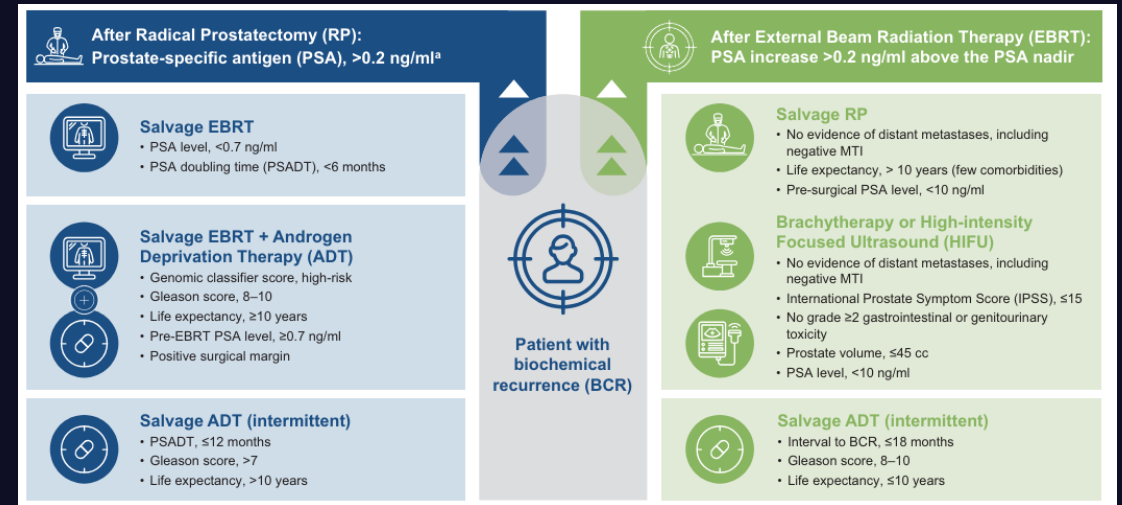 After Radical Prostatectomy (RP):
Prostate-specific antigen (PSA), >0.2 ng/mlª
Salvage EBRT
• PSA level, <0.7 ng/ml
• PSA doubling time (PSADT), <6 months
Salvage EBRT + Androgen
Deprivation Therapy (ADT)
• Genomic classifier score, high-risk
• Gleason score, 8–10
• Life expectancy, ≥10 years
• Pre-EBRT PSA level, ≥0.7 ng/ml
• Positive surgical margin
Salvage ADT (intermittent)
• PSADT, ≤12 months
• Gleason score, >7
• Life expectancy, >10 years
Patient with
biochemical
recurrence (BCR)
After External Beam Radiation Therapy (EBRT):
PSA increase >0.2 ng/ml above the PSA nadir
Salvage RP
• No evidence of distant metastases, including
negative MTI
• Life expectancy, > 10 years (few comorbidities)
• Pre-surgical PSA level, <10 ng/ml
Brachytherapy or High-intensity
Focused Ultrasound (HIFU)
• No evidence of distant metastases, including
negative MTI
• International Prostate Symptom Score (IPSS), ≤15
• No grade ≥2 gastrointestinal or genitourinary
toxicity
• Prostate volume, ≤45 cc
• PSA level, <10 ng/ml
Salvage ADT (intermittent)
• Interval to BCR, ≤18 months
• Gleason score, 8–10
• Life expectancy, ≤10 years